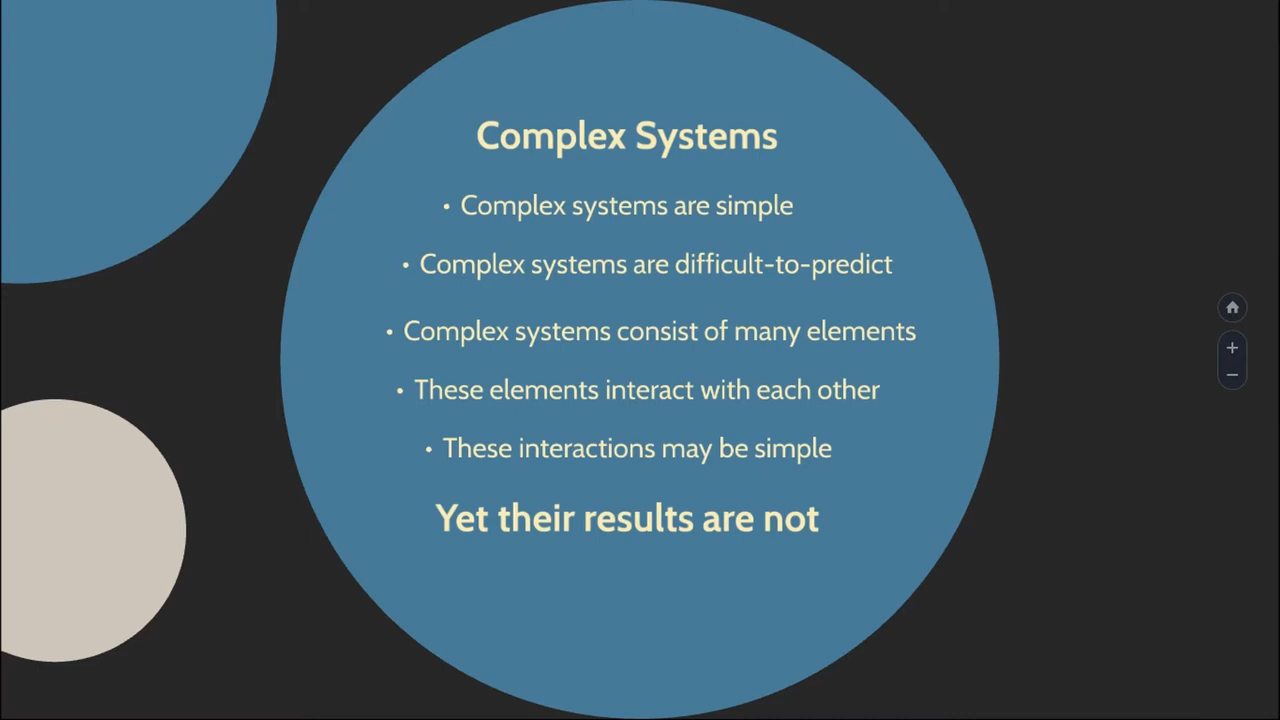 Complex Systems
• Complex systems are simple
• Complex systems are difficult-to-predict
• Complex systems consist of many elements
• These elements interact with each other
• These interactions may be simple
Yet their results are not